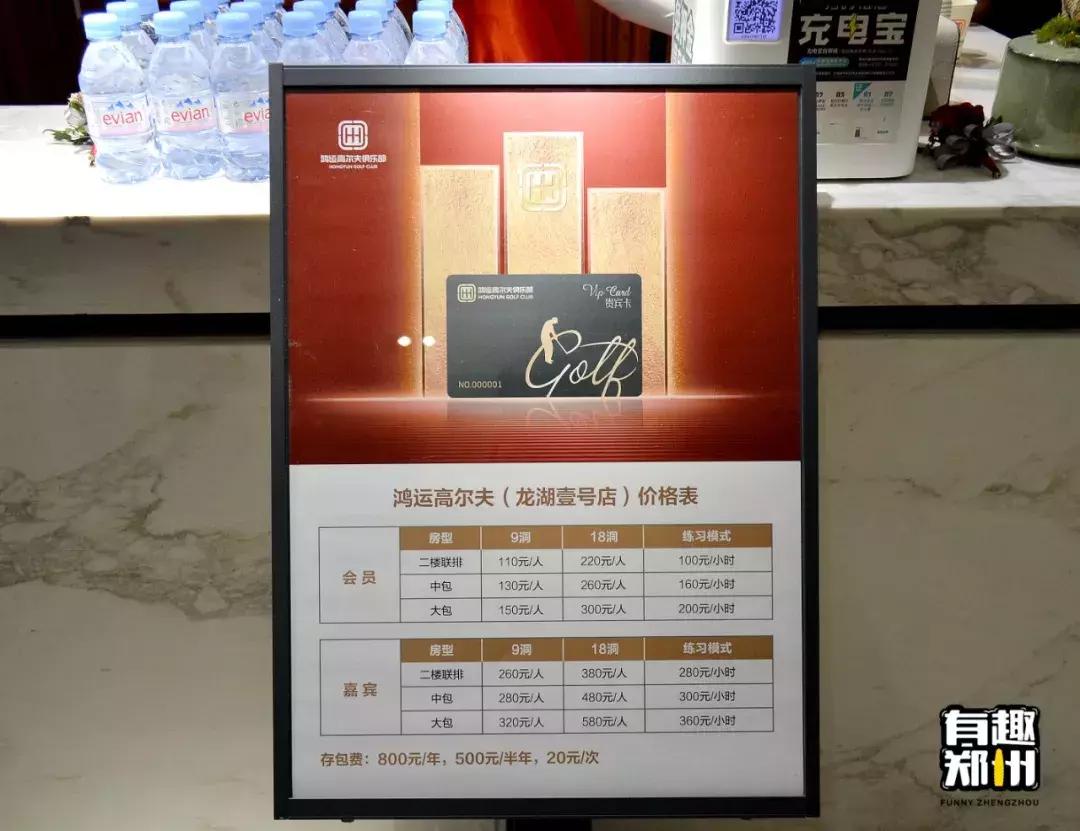 evian
evian
evian
充电宝
鸿运高尔夫俱乐部
HONGYUN GOLF CLUB
鸿运高尔夫俱乐部
HONGYUN GOLF CLUB
Vip Card
贵宾卡
Golf
NO.000001
鸿运高尔夫（龙湖壹号店）价格表
会员
房型 9洞 18洞 练习模式
二楼联排 110元/人 220元/人 100元/小时
中包 130元/人 260元/人 160元/小时
大包 150元/人 300元/人 200元/小时
嘉宾
房型 9洞 18洞 练习模式
二楼联排 260元/人 380元/人 280元/小时
中包 280元/人 480元/人 300元/小时
大包 320元/人 580元/人 360元/小时
存包费：800元/年，500元/半年，20元/次
有趣
郑州
FUNNY ZHENGZHOU